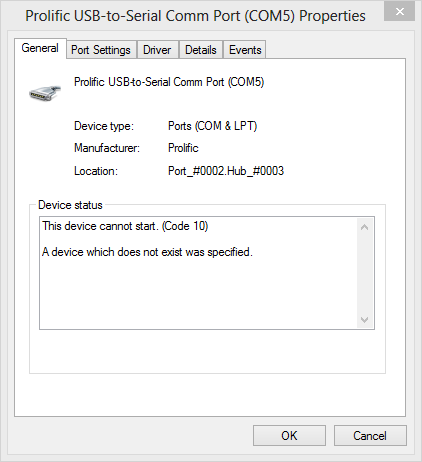 Prolific USB-to-Serial Comm Port (COM5) Properties
General Port Settings Driver Details Events
Prolific USB-to-Serial Comm Port (COM5)
Device type: Ports (COM & LPT)
Manufacturer: Prolific
Location: Port_#0002.Hub_#0003
Device status
This device cannot start. (Code 10)
A device which does not exist was specified.
OK Cancel